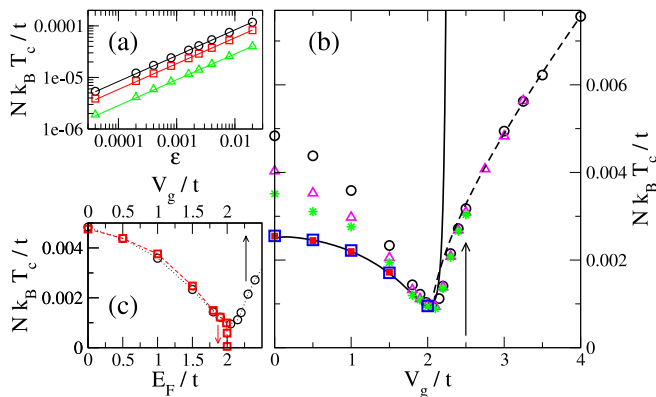 (a)
N k_B T_c / t
0.0001
1e-05
1e-06
0.0001 0.001 0.01
ε
V_g / t
0 0.5 1 1.5 2
(c)
N k_B T_c / t
0.004
0.002
0
0 0.5 1 1.5 2
E_F / t
(b)
N k_B T_c / t
0.006
0.004
0.002
0
0 1 2 3 4
V_g / t